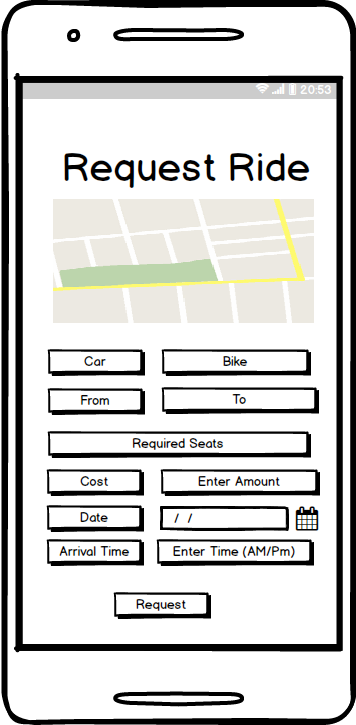 20:53
Request Ride
Car Bike
From To
Required Seats
Cost Enter Amount
Date / /
Arrival Time Enter Time (AM/Pm)
Request